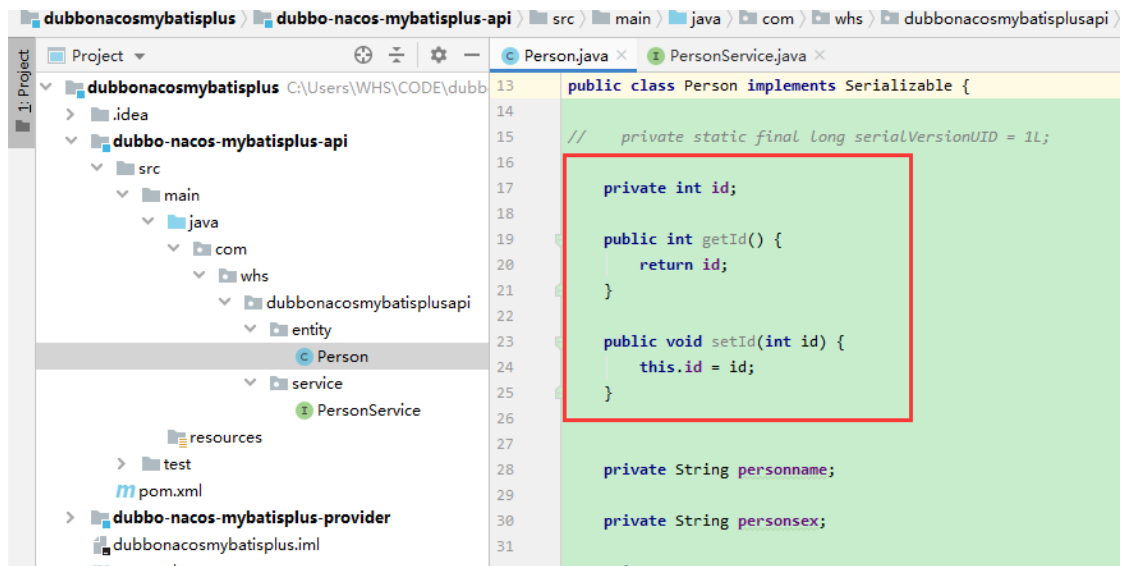 dubbonacosmybatisplus dubbo-nacos-mybatisplus-api src main java com whs dubbonacosmybatisplusapi
1: Project
Project
Person.java PersonService.java
dubbonacosmybatisplus C:\Users\WHS\CODE\dubb
.idea
dubbo-nacos-mybatisplus-api
src
main
java
com
whs
dubbonacosmybatisplusapi
entity
Person
service
PersonService
resources
test
pom.xml
dubbo-nacos-mybatisplus-provider
dubbonacosmybatisplus.iml
13 public class Person implements Serializable {
14
15 // private static final long serialVersionUID = 1L;
16
17 private int id;
18
19 public int getId() {
20 return id;
21 }
22
23 public void setId(int id) {
24 this.id = id;
25 }
26
27
28 private String personname;
29
30 private String personsex;
31